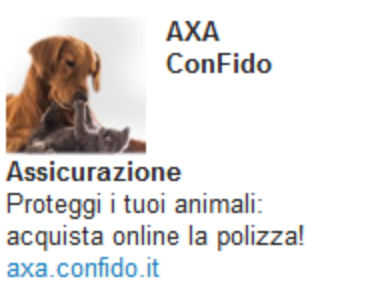 AXA
ConFido
Assicurazione
Proteggi i tuoi animali:
acquista online la polizza!
axa.confido.it